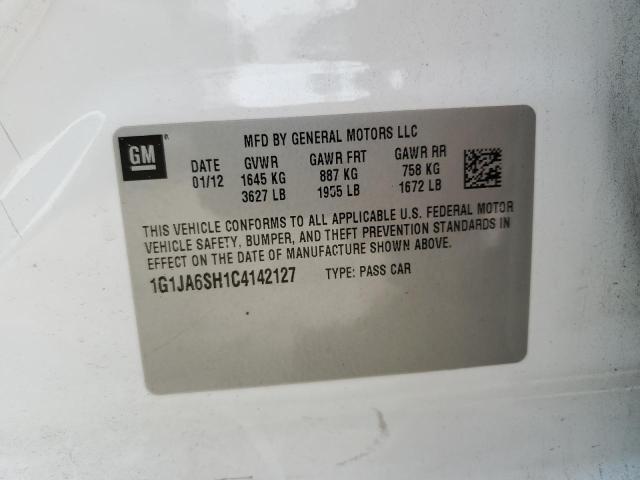 GM
MFD BY GENERAL MOTORS LLC
DATE GVWR GAWR FRT GAWR RR
01/12 1645 KG 887 KG 758 KG
3627 LB 1955 LB 1672 LB
THIS VEHICLE CONFORMS TO ALL APPLICABLE U.S. FEDERAL MOTOR
VEHICLE SAFETY, BUMPER, AND THEFT PREVENTION STANDARDS IN
EFFECT ON THE DATE OF MANUFACTURE SHOWN ABOVE.
1G1JA6SH1C4142127 TYPE: PASS CAR